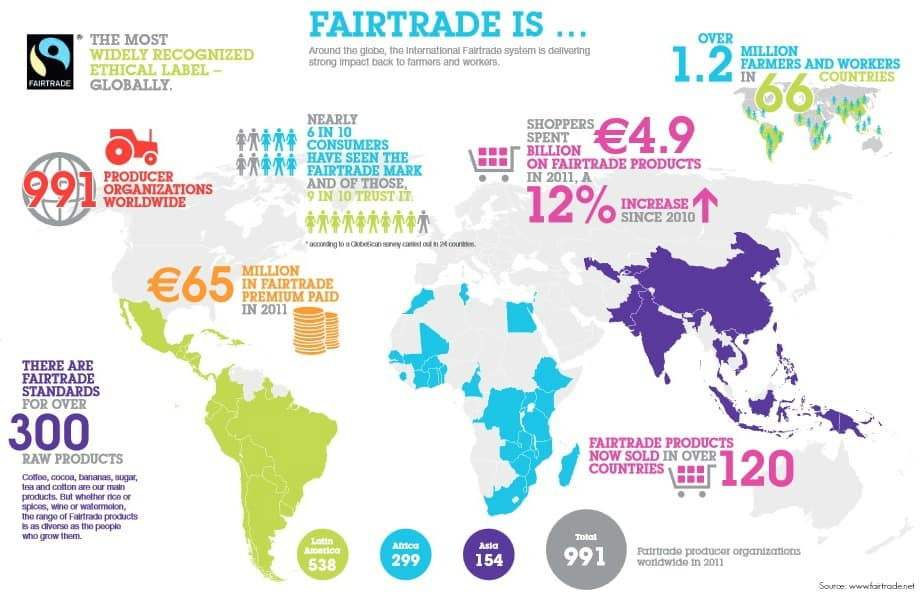 FAIRTRADE IS ...
Around the globe, the International Fairtrade system is delivering
strong impact back to farmers and workers.
FAIRTRADE
®
THE MOST
WIDELY RECOGNIZED
ETHICAL LABEL –
GLOBALLY.
OVER
1.2 MILLION
FARMERS AND WORKERS
IN 66 COUNTRIES
991 PRODUCER
ORGANIZATIONS
WORLDWIDE
NEARLY
6 IN 10
CONSUMERS
HAVE SEEN THE
FAIRTRADE MARK
AND OF THOSE,
9 IN 10 TRUST IT.
* according to a GlobeScan survey carried out in 24 countries.
SHOPPERS
SPENT €4.9
BILLION
ON FAIRTRADE PRODUCTS
IN 2011, A
12% INCREASE
SINCE 2010
€65 MILLION
IN FAIRTRADE
PREMIUM PAID
IN 2011
THERE ARE
FAIRTRADE
STANDARDS
FOR OVER
300
RAW PRODUCTS
Coffee, cocoa, bananas, sugar,
tea and cotton are our main
products. But whether rice or
spices, wine or watermelon,
the range of Fairtrade products
is as diverse as the people
who grow them.
FAIRTRADE PRODUCTS
NOW SOLD IN OVER
COUNTRIES 120
Latin
America
538
Africa
299
Asia
154
Total
991
Fairtrade producer organizations
worldwide in 2011
Source: www.fairtrade.net